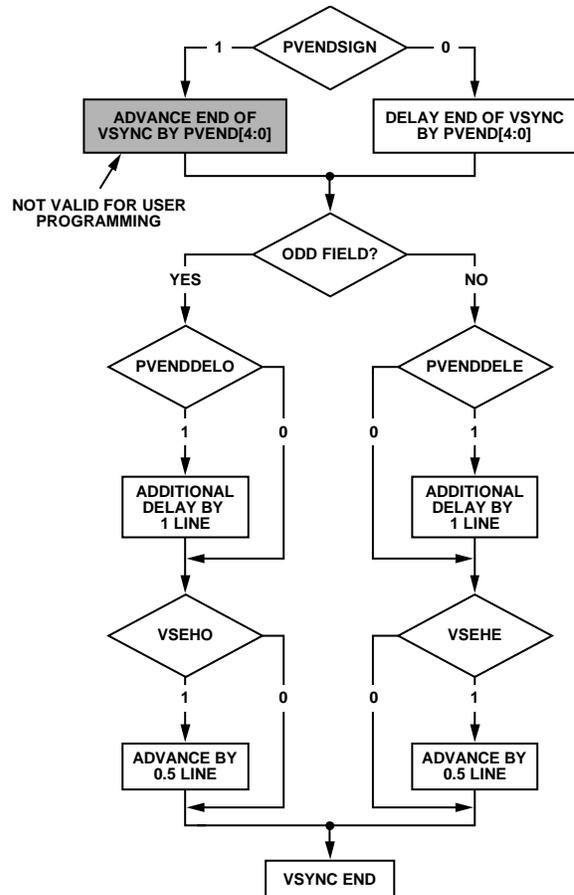 PVENDSIGN
1
0
ADVANCE END OF
VSYNC BY PVEND[4:0]
DELAY END OF VSYNC
BY PVEND[4:0]
NOT VALID FOR USER
PROGRAMMING
ODD FIELD?
YES
NO
PVENDDELO
PVENDDELE
1
0
0
1
ADDITIONAL
DELAY BY
1 LINE
ADDITIONAL
DELAY BY
1 LINE
VSEHO
VSEHE
1
0
0
1
ADVANCE BY
0.5 LINE
ADVANCE BY
0.5 LINE
VSYNC END